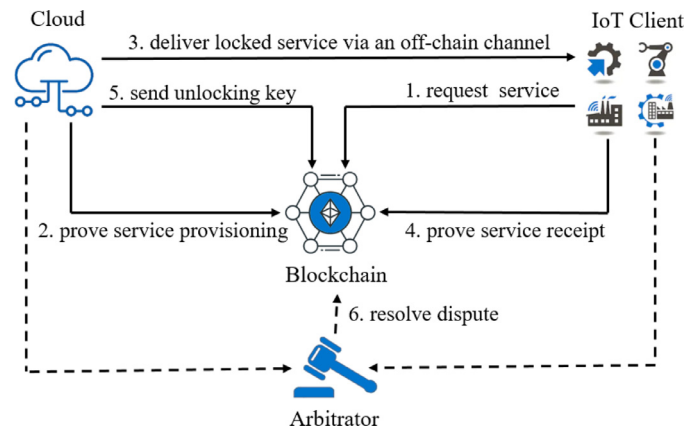 Cloud
IoT Client
3. deliver locked service via an off-chain channel
5. send unlocking key
1. request service
2. prove service provisioning
4. prove service receipt
Blockchain
6. resolve dispute
Arbitrator